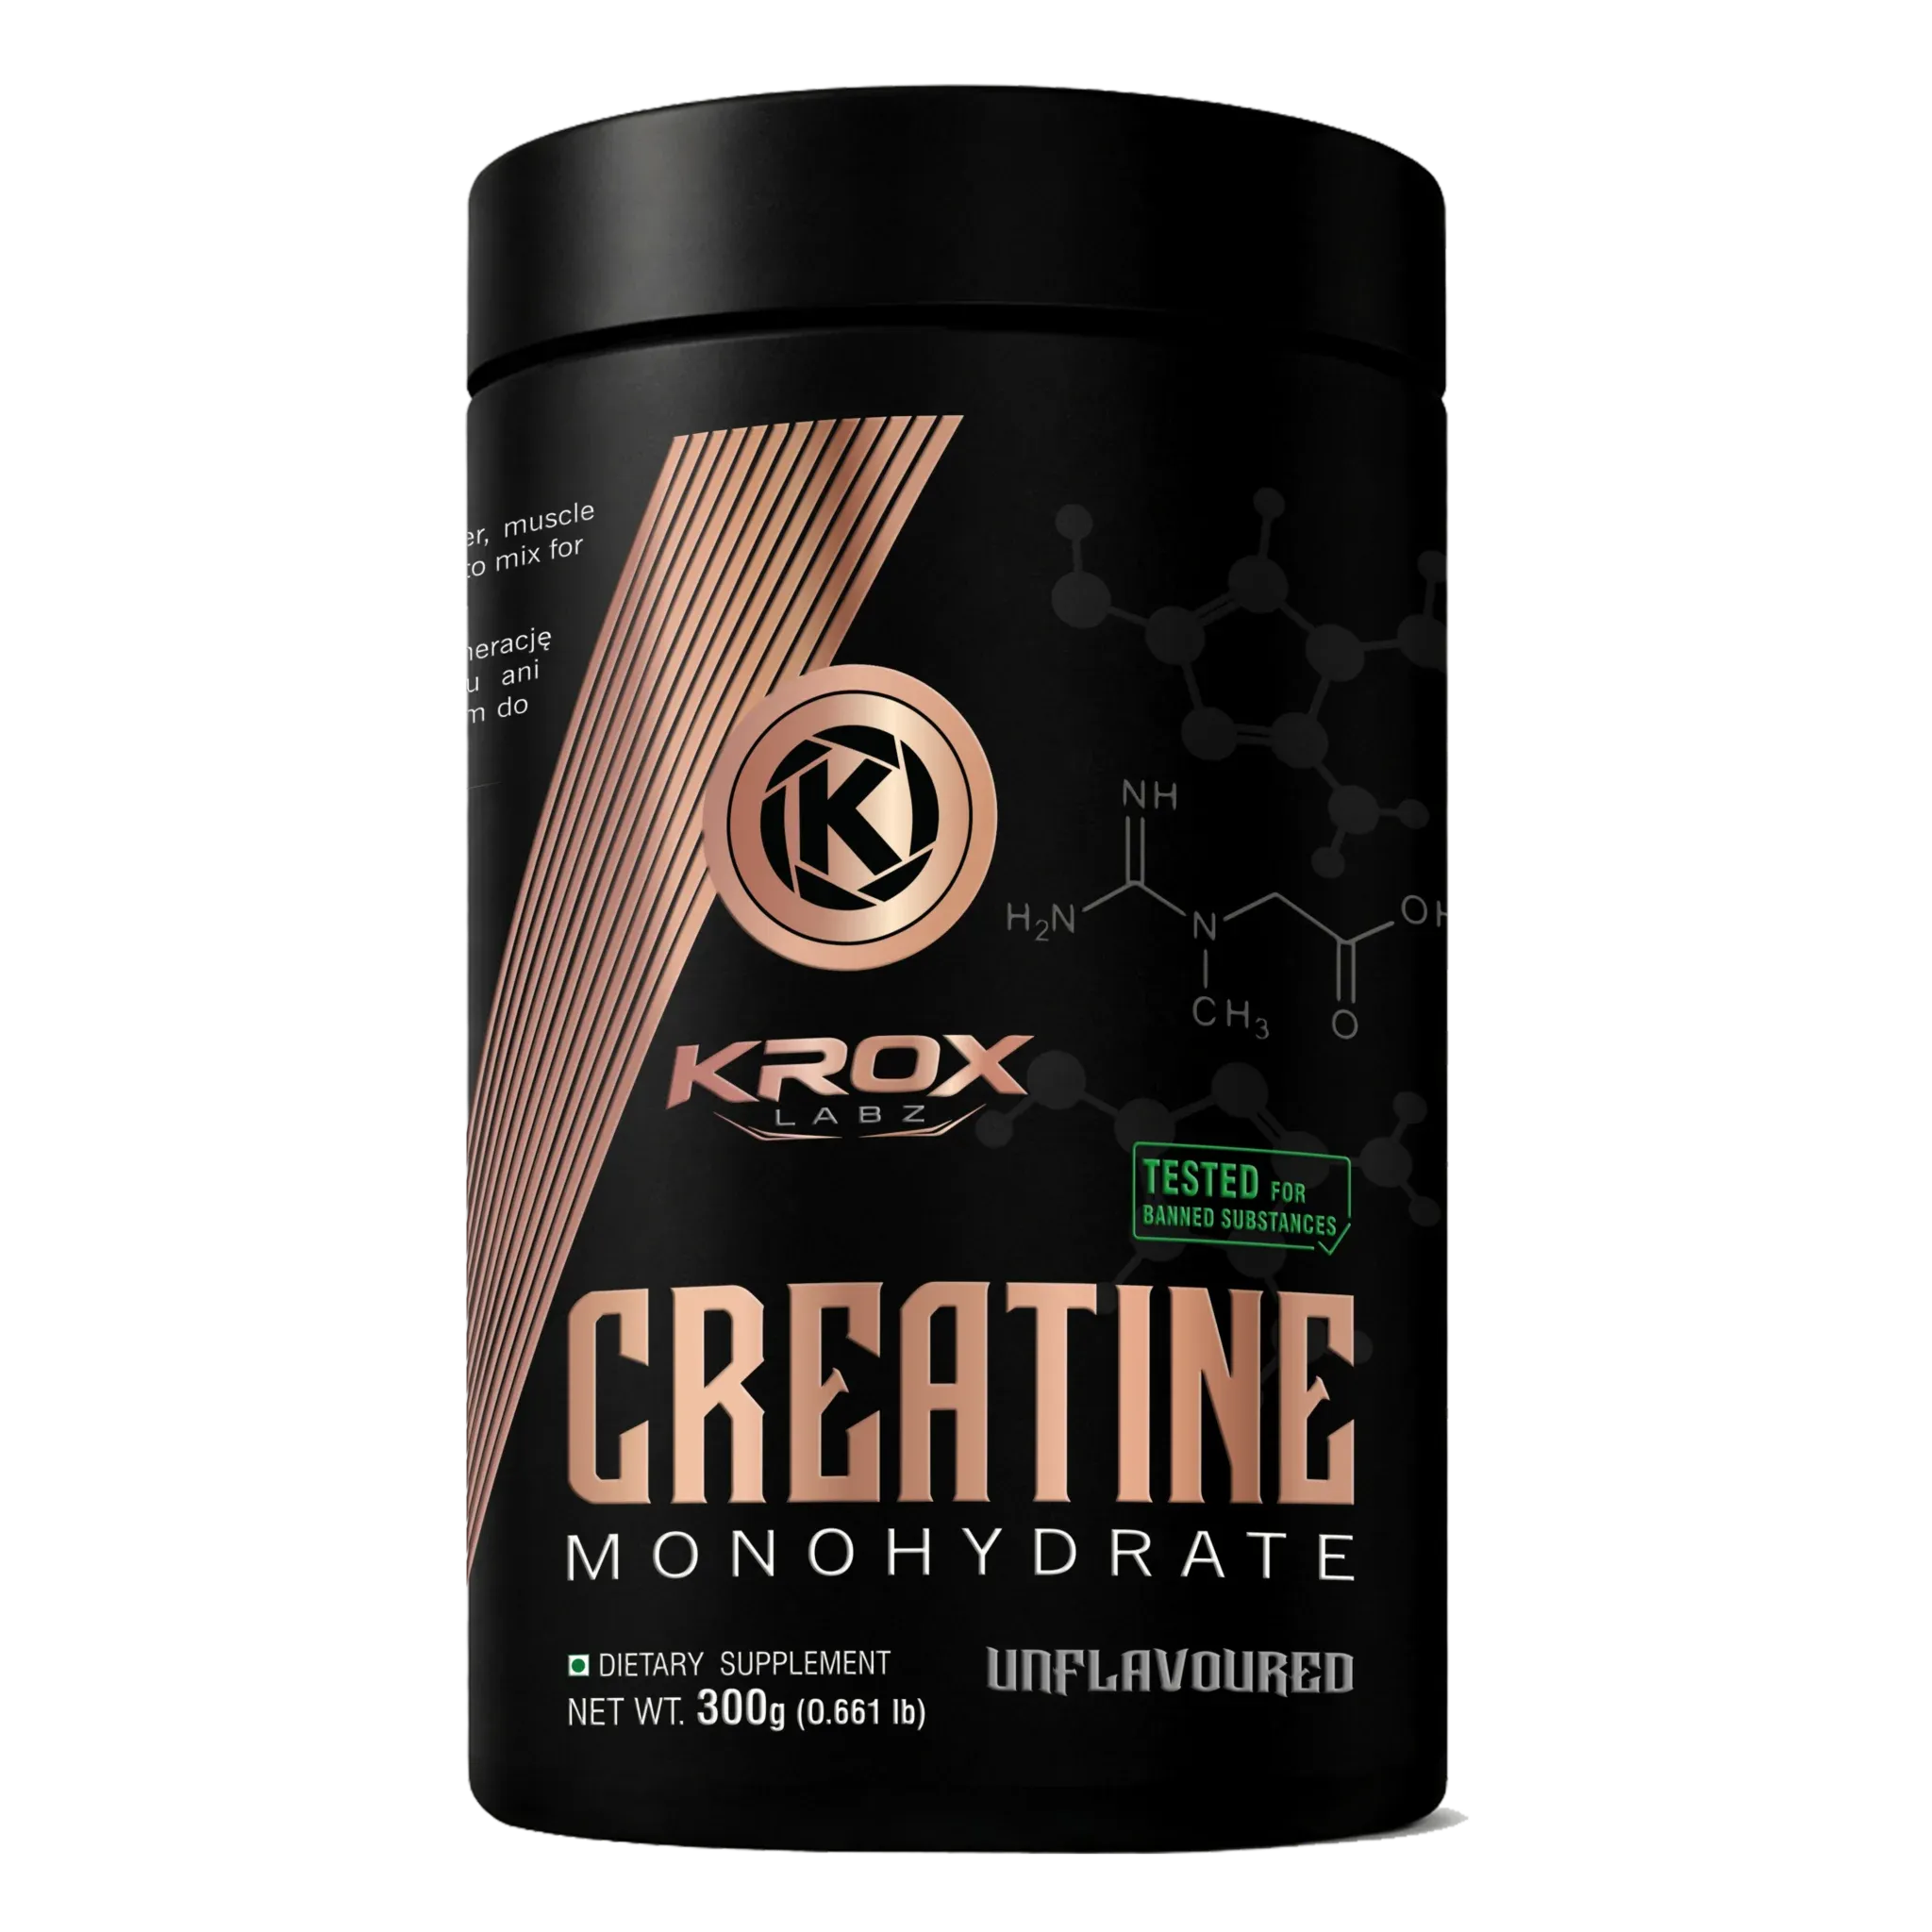 er, muscle
to mix for
nerację
u ani
m do
K
NH
H₂N
N
OH
CH₃
O
KROX
LABZ
TESTED FOR
BANNED SUBSTANCES
CREATINE
MONOHYDRATE
DIETARY SUPPLEMENT
UNFLAVOURED
NET WT. 300g (0.661 lb)